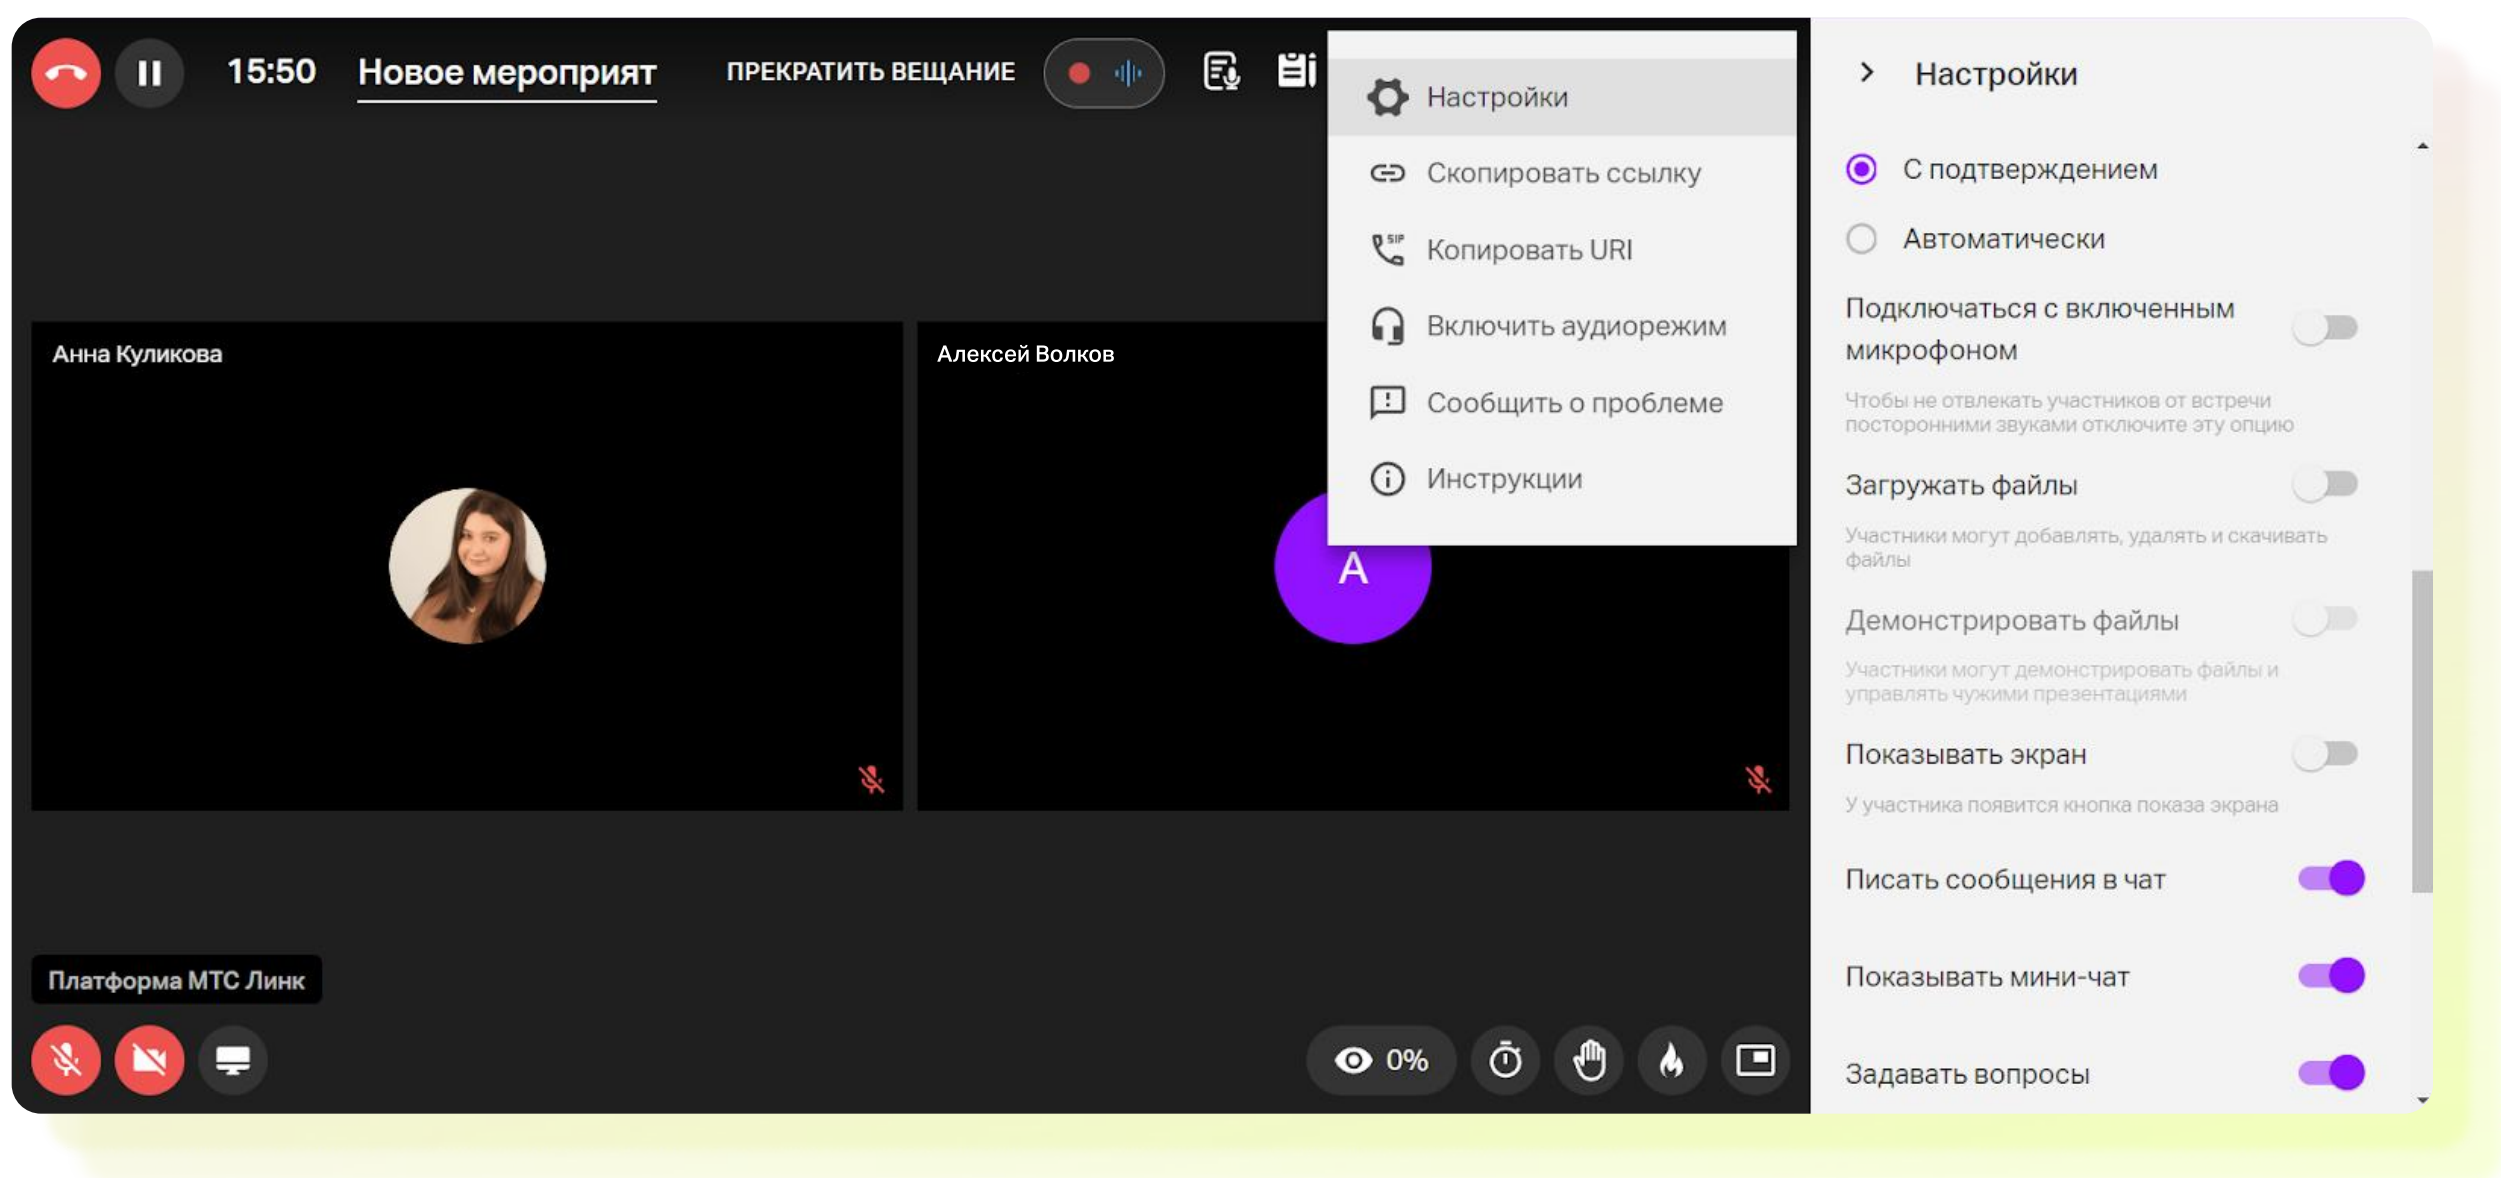 15:50 Новое мероприят ПРЕКРАТИТЬ ВЕЩАНИЕ
Анна Куликова
Алексей Волков
А
Настройки
Скопировать ссылку
SIP
Копировать URI
Включить аудиорежим
Сообщить о проблеме
Инструкции
Платформа МТС Линк
0%
Настройки
С подтверждением
Автоматически
Подключаться с включенным
микрофоном
Чтобы не отвлекать участников от встречи
посторонними звуками отключите эту опцию
Загружать файлы
Участники могут добавлять, удалять и скачивать
файлы
Демонстрировать файлы
Участники могут демонстрировать файлы и
управлять чужими презентациями
Показывать экран
У участника появится кнопка показа экрана
Писать сообщения в чат
Показывать мини-чат
Задавать вопросы